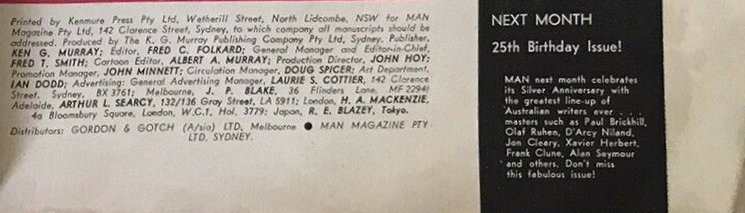 Printed by Kenmure Press Pty Ltd, Wetherill Street, North Lidcombe, NSW for MAN
Magazine Pty Ltd, 142 Clarence Street, Sydney, to which company all manuscripts should be
addressed. Produced by The K. G. Murray Publishing Company Pty Ltd, Sydney. Publisher,
KEN G. MURRAY; Editor, FRED C. FOLKARD; General Manager and Editor-in-Chief,
FRED T. SMITH; Cartoon Editor, ALBERT A. MURRAY; Production Director, JOHN HOY;
Promotion Manager, JOHN MINNETT; Circulation Manager, DOUG SPICER; Art Department,
IAN DODD; Advertising: General Advertising Manager, LAURIE S. COTTIER, 142 Clarence
Street, Sydney, BX 3761; Melbourne, J. P. BLAKE, 36 Flinders Lane, MF 2294;
Adelaide, ARTHUR L. SEARCY, 132/136 Gray Street, LA 5911; London, H. A. MACKENZIE,
4a Bloomsbury Square, London, W.C.1, Hol. 3779; Japan, R. E. BLAZEY, Tokyo.
Distributors: GORDON & GOTCH (A/sia) LTD, Melbourne ● MAN MAGAZINE PTY
LTD, SYDNEY.
NEXT MONTH
25th Birthday Issue!
MAN next month celebrates
its Silver Anniversary with
the greatest line-up of
Australian writers ever . . .
masters such as Paul Brickhill,
Olaf Ruhen, D'Arcy Niland,
Jon Cleary, Xavier Herbert,
Frank Clune, Alan Seymour
and others. Don't miss
this fabulous issue!